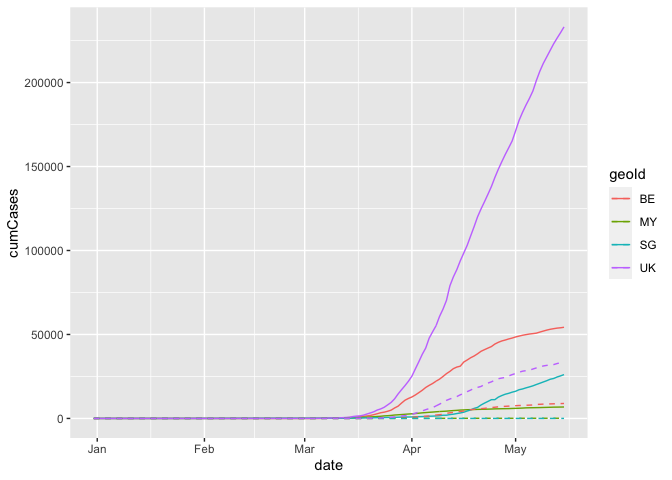 200000
150000
100000
50000
0
cumCases
Jan
Feb
Mar
Apr
May
date
geoId
BE
MY
SG
UK